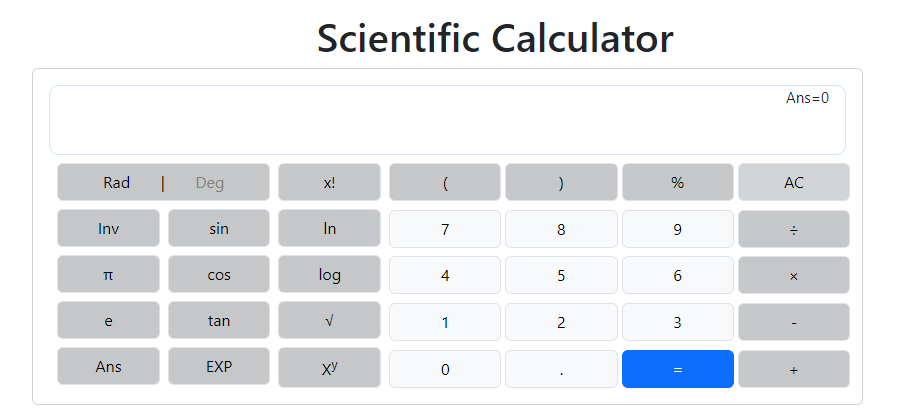 Scientific Calculator
Ans=0
Rad | Deg x! ( ) % AC
Inv sin ln 7 8 9 ÷
π cos log 4 5 6 ×
e tan √ 1 2 3 -
Ans EXP Xʸ 0 . = +